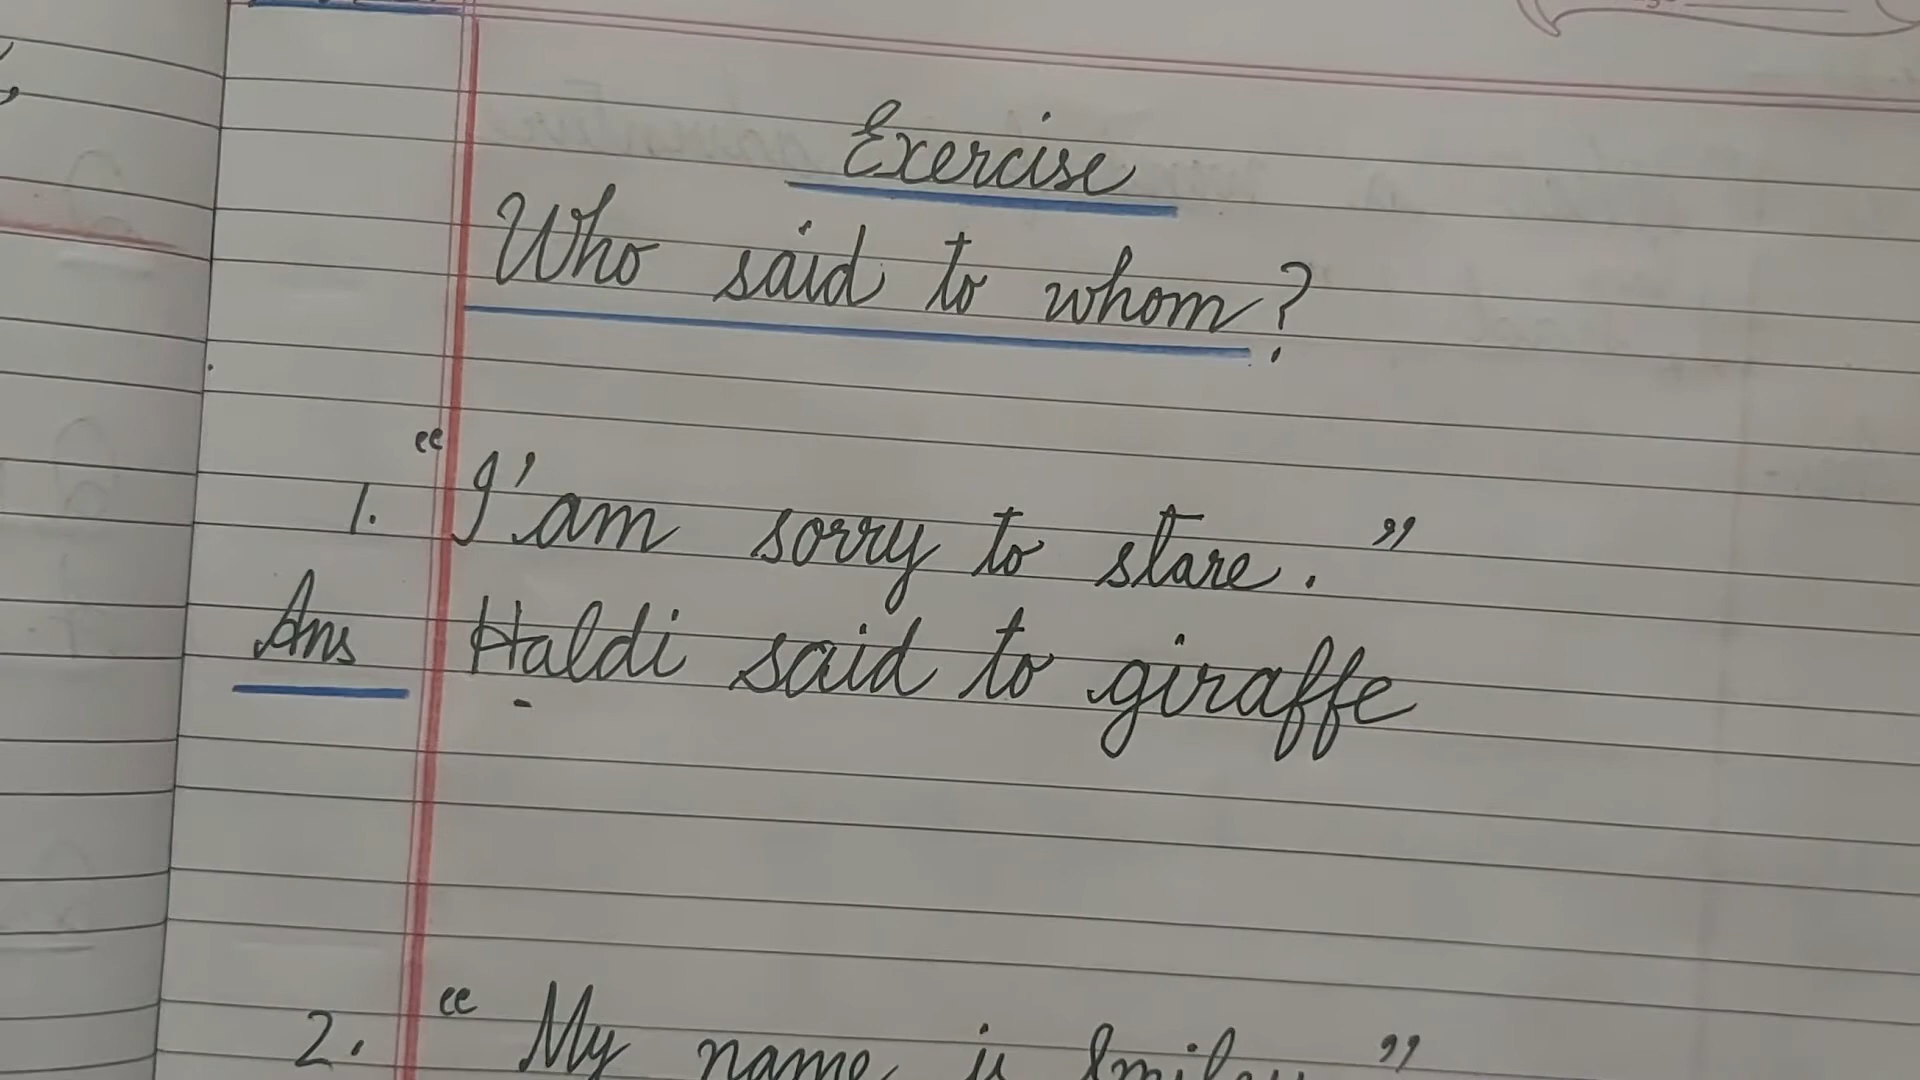 Exercise
Who said to whom?
1. "I'am sorry to stare."
Ans Haldi said to giraffe
2. "My name is Smiley"